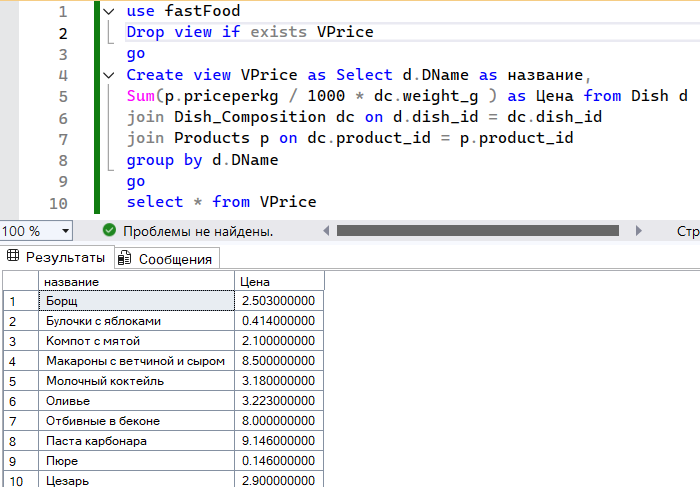 1 use fastFood
2 Drop view if exists VPrice
3 go
4 Create view VPrice as Select d.DName as название,
5 Sum(p.priceperkg / 1000 * dc.weight_g ) as Цена from Dish d
6 join Dish_Composition dc on d.dish_id = dc.dish_id
7 join Products p on dc.product_id = p.product_id
8 group by d.DName
9 go
10 select * from VPrice
100 % Проблемы не найдены. Стр
Результаты Сообщения
название Цена
1 Борщ 2.503000000
2 Булочки с яблоками 0.414000000
3 Компот с мятой 2.100000000
4 Макароны с ветчиной и сыром 8.500000000
5 Молочный коктейль 3.180000000
6 Оливье 3.223000000
7 Отбивные в беконе 8.000000000
8 Паста карбонара 9.146000000
9 Пюре 0.146000000
10 Цезарь 2.900000000